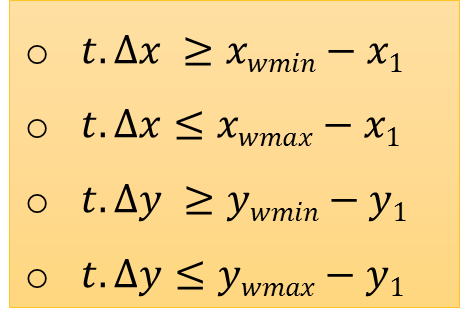 ○ t.Δx ≥ x_wmin − x_1
○ t.Δx ≤ x_wmax − x_1
○ t.Δy ≥ y_wmin − y_1
○ t.Δy ≤ y_wmax − y_1